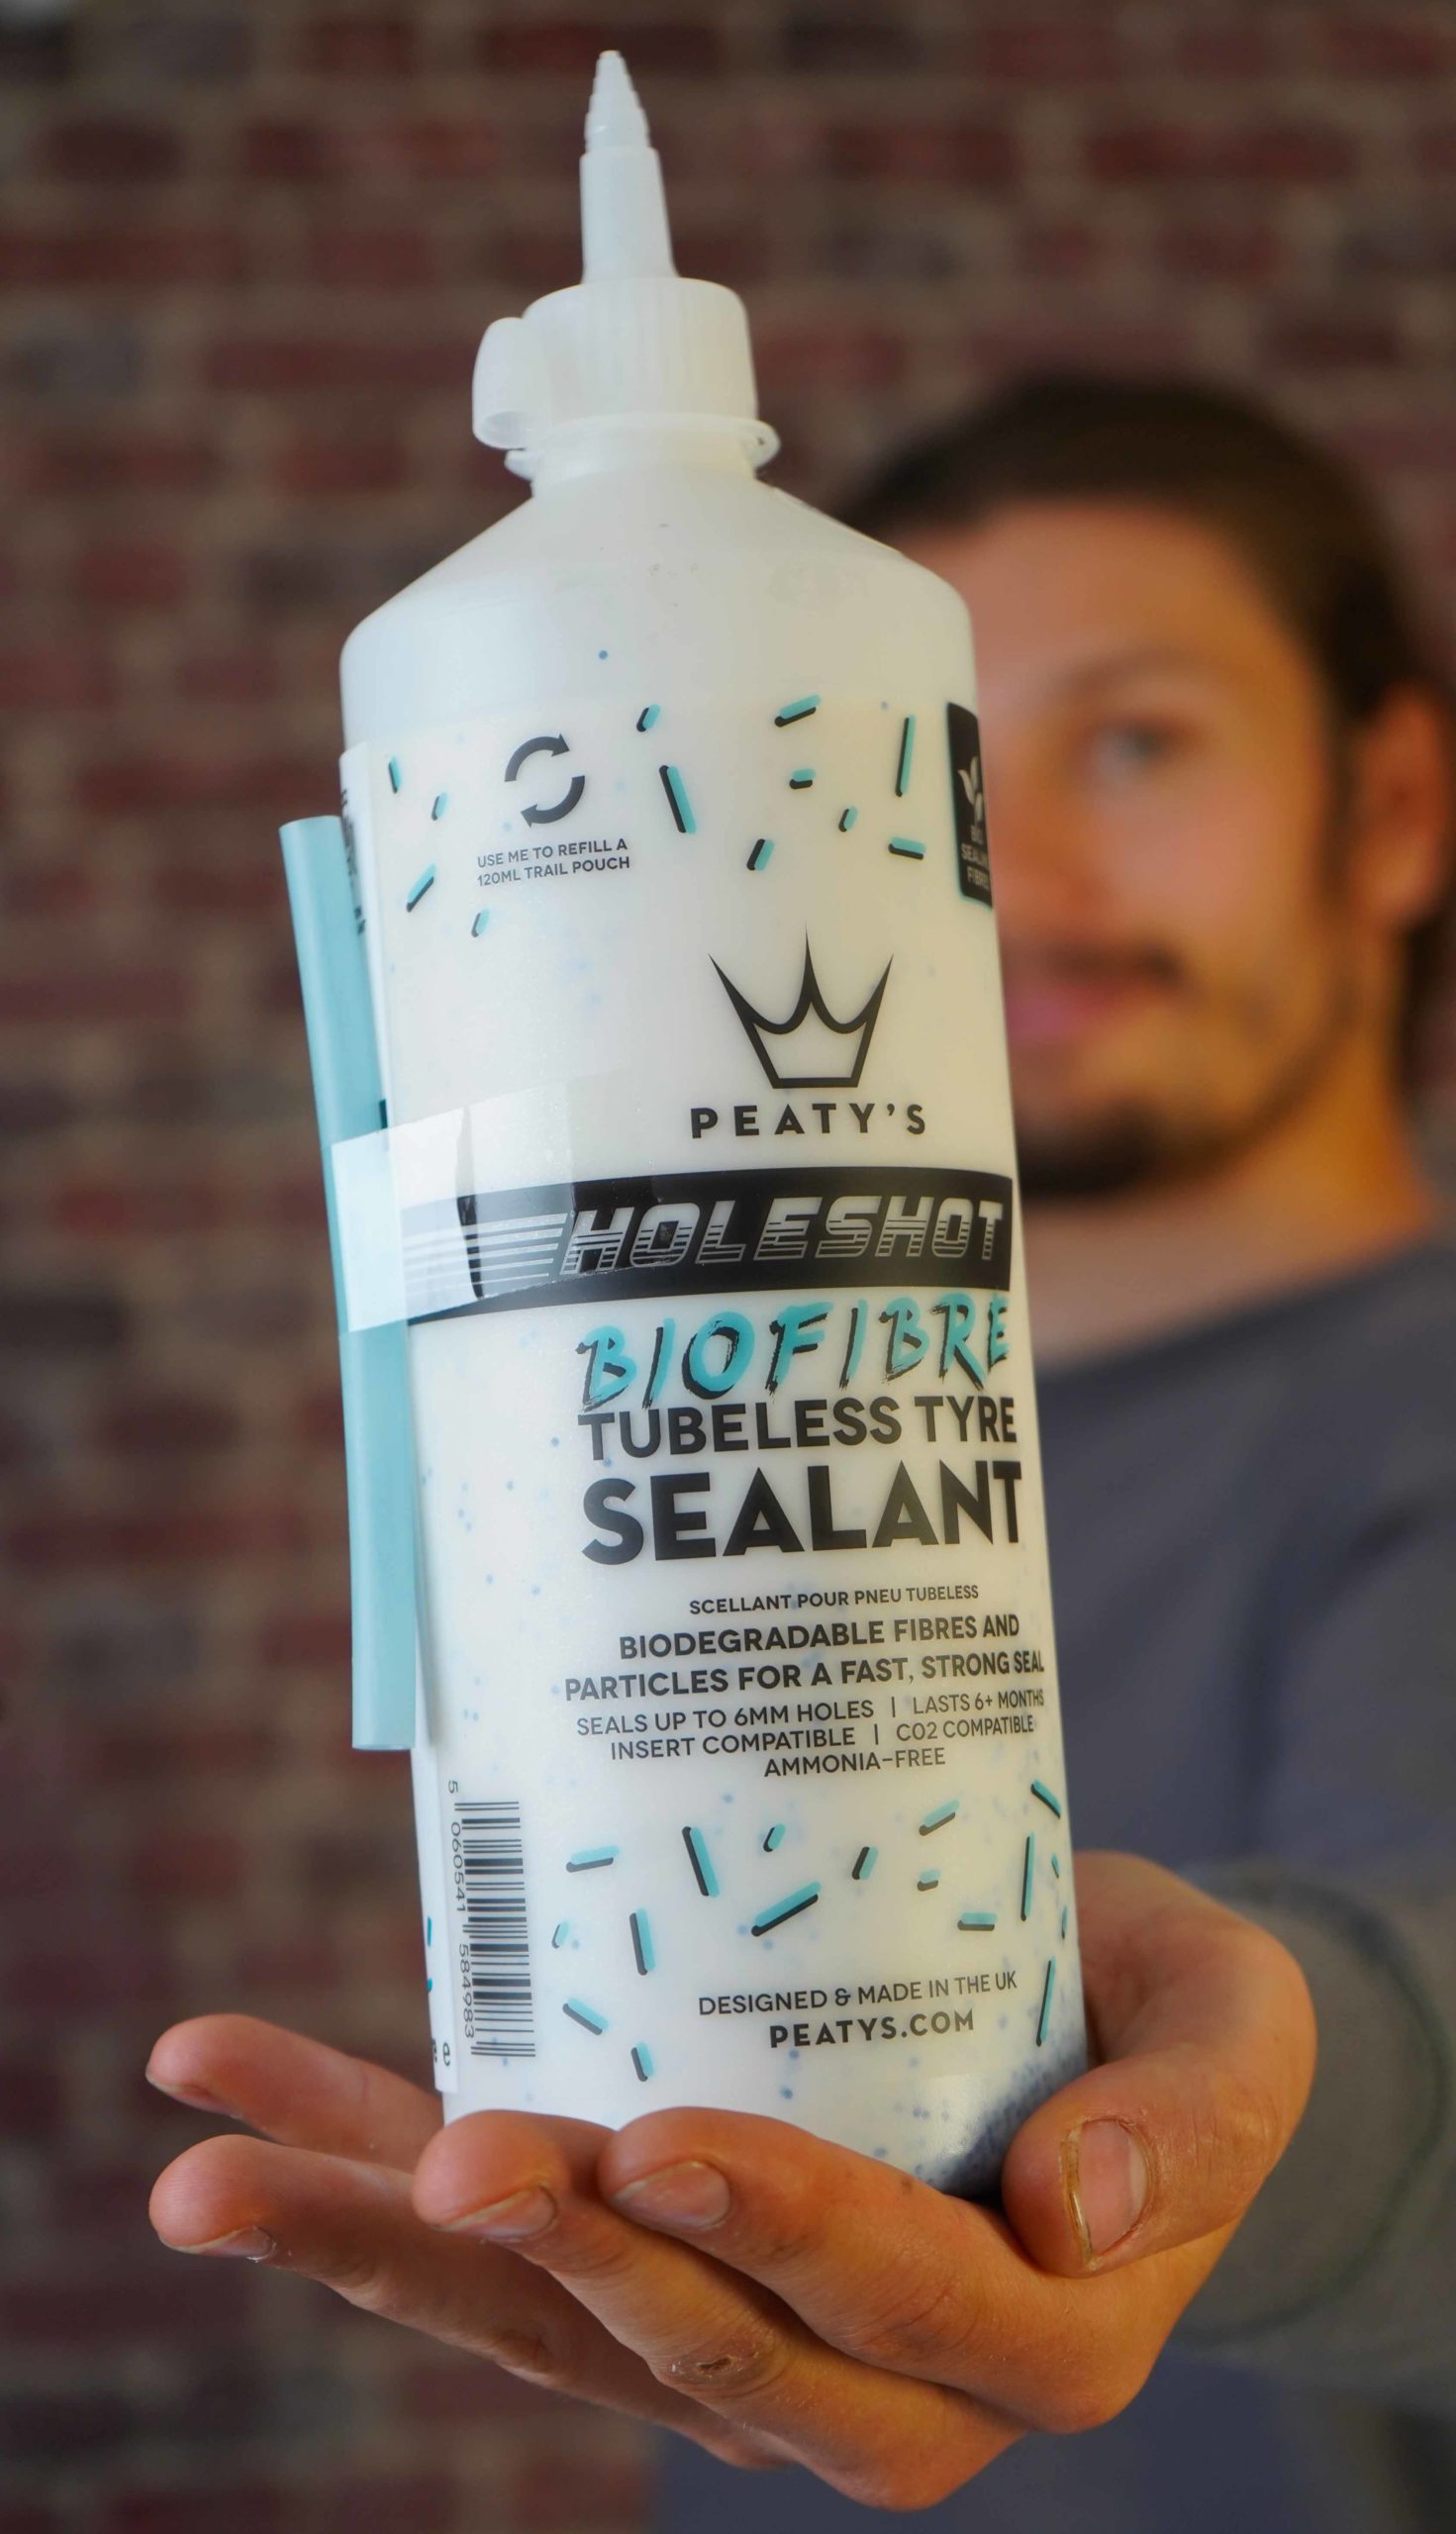 USE ME TO REFILL A
120ML TRAIL POUCH
PEATY'S
HOLESHOT
BIOFIBRE
TUBELESS TYRE
SEALANT
SCELLANT POUR PNEU TUBELESS
BIODEGRADABLE FIBRES AND
PARTICLES FOR A FAST, STRONG SEAL
SEALS UP TO 6MM HOLES | LASTS 6+ MONTHS
INSERT COMPATIBLE | CO2 COMPATIBLE
AMMONIA-FREE
5 060541 584983
DESIGNED & MADE IN THE UK
PEATYS.COM